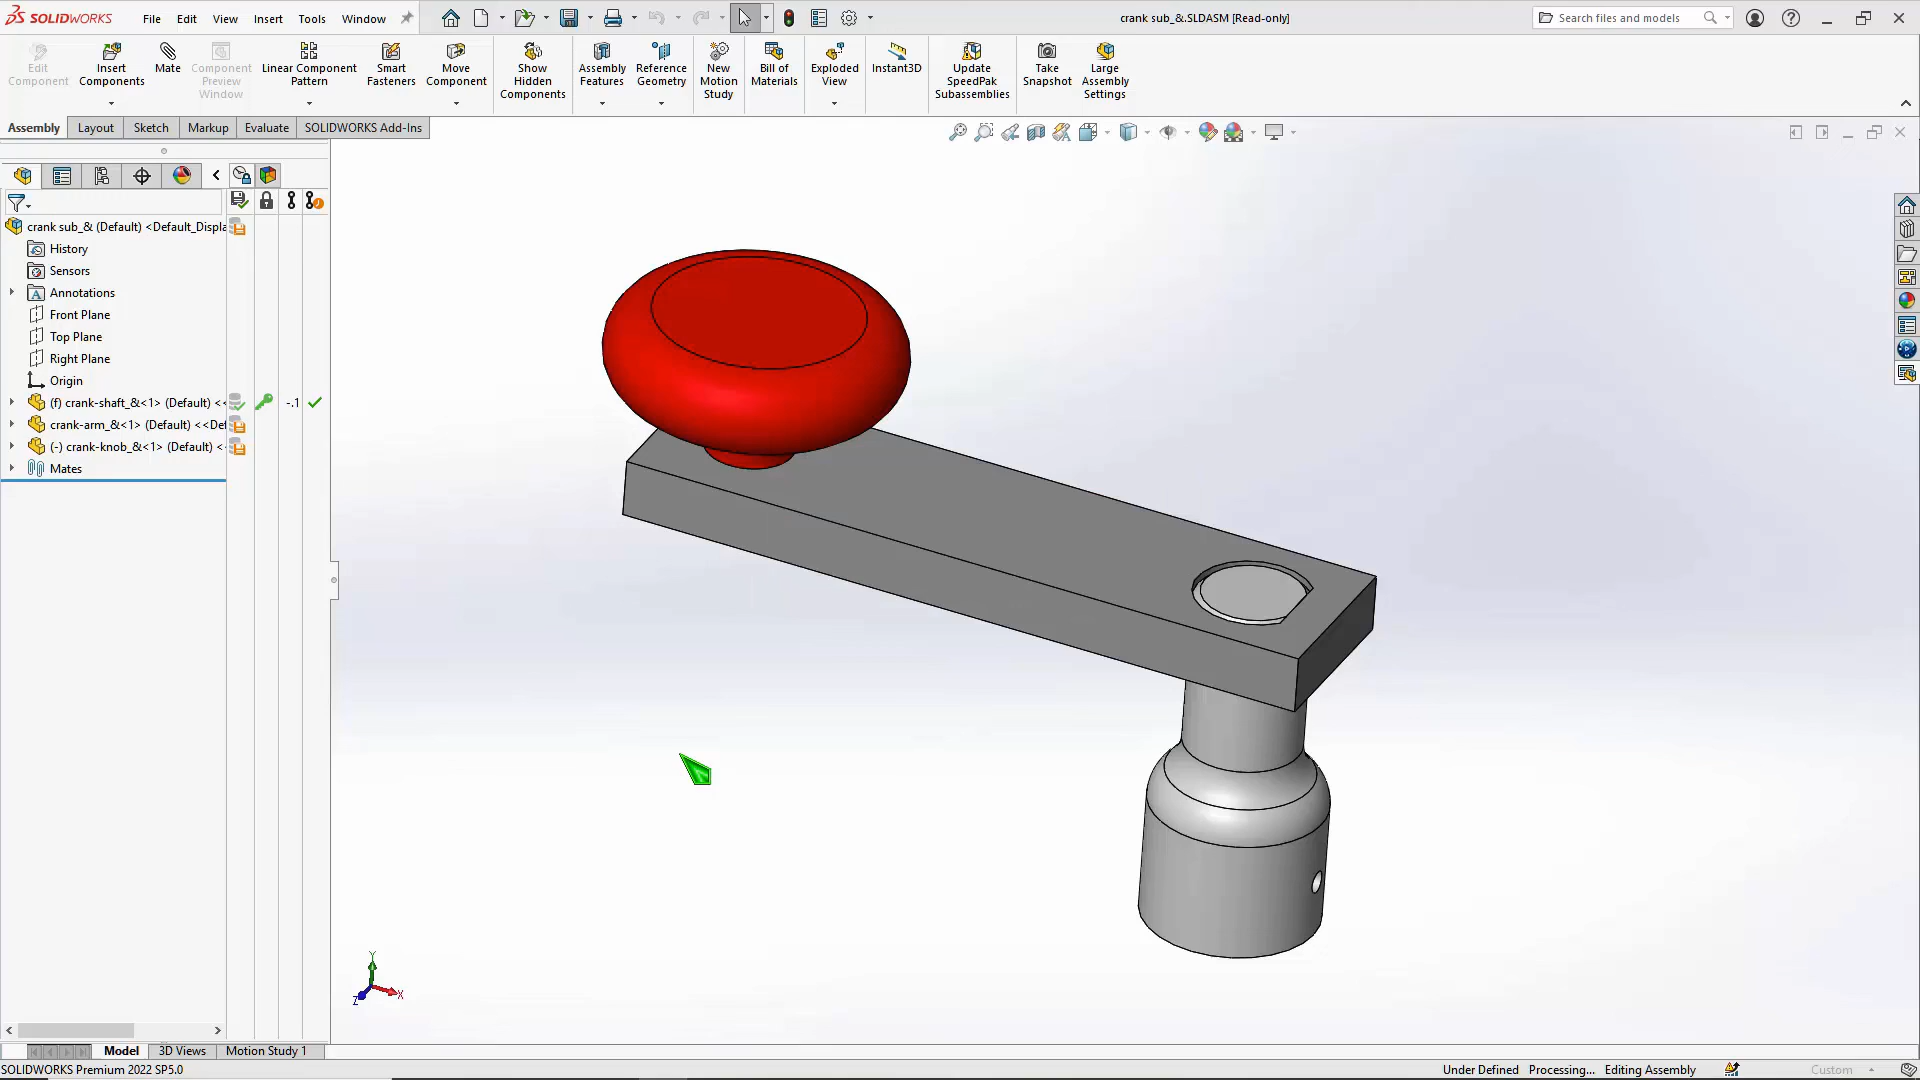 SOLIDWORKS
File Edit View Insert Tools Window
crank sub_&.SLDASM [Read-only]
Search files and models
Edit Component
Insert Components
Mate
Component Preview Window
Linear Component Pattern
Smart Fasteners
Move Component
Show Hidden Components
Assembly Features
Reference Geometry
New Motion Study
Bill of Materials
Exploded View
Instant3D
Update SpeedPak Subassemblies
Take Snapshot
Large Assembly Settings
Assembly Layout Sketch Markup Evaluate SOLIDWORKS Add-Ins
crank sub_& (Default) <Default_Displa
History
Sensors
Annotations
Front Plane
Top Plane
Right Plane
Origin
(f) crank-shaft_&<1> (Default) << -.1
crank-arm_&<1> (Default) <<Def
(-) crank-knob_&<1> (Default) <
Mates
Y
Z X
Model 3D Views Motion Study 1
SOLIDWORKS Premium 2022 SP5.0
Under Defined Processing... Editing Assembly Custom